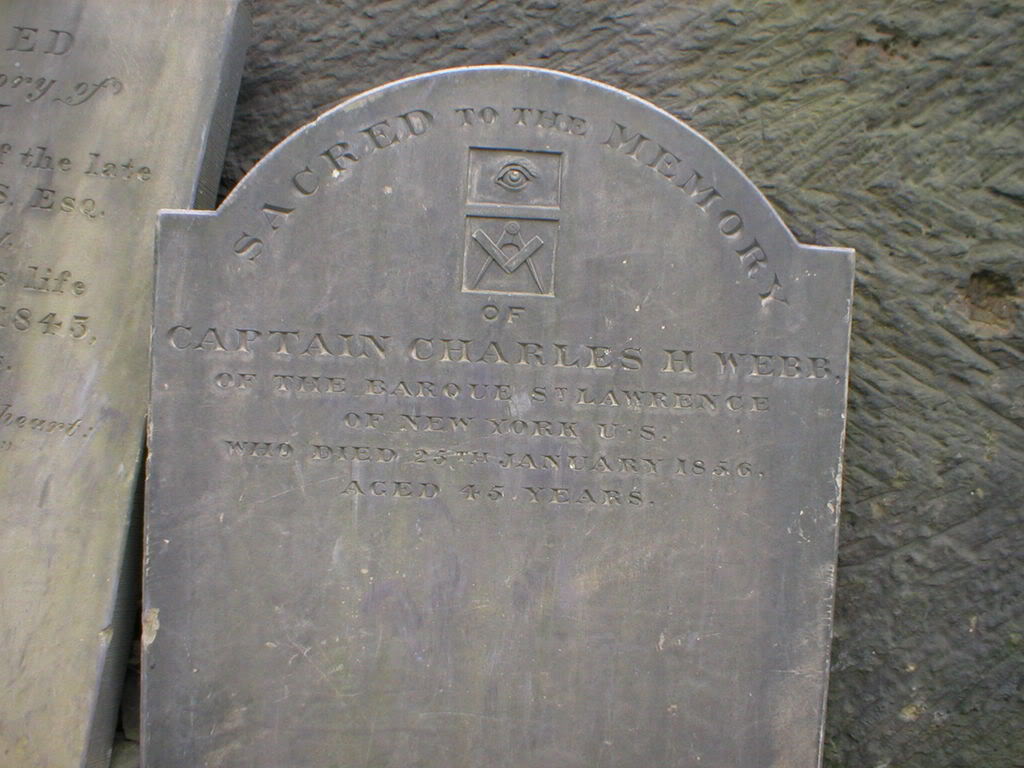 SACRED TO THE MEMORY
OF
CAPTAIN CHARLES H WEBB,
OF THE BARQUE ST LAWRENCE
OF NEW YORK U.S.
WHO DIED 25TH JANUARY 1856,
AGED 45 YEARS.
ED
ory of
f the late
S. ESQ.
s life
1845,
heart: